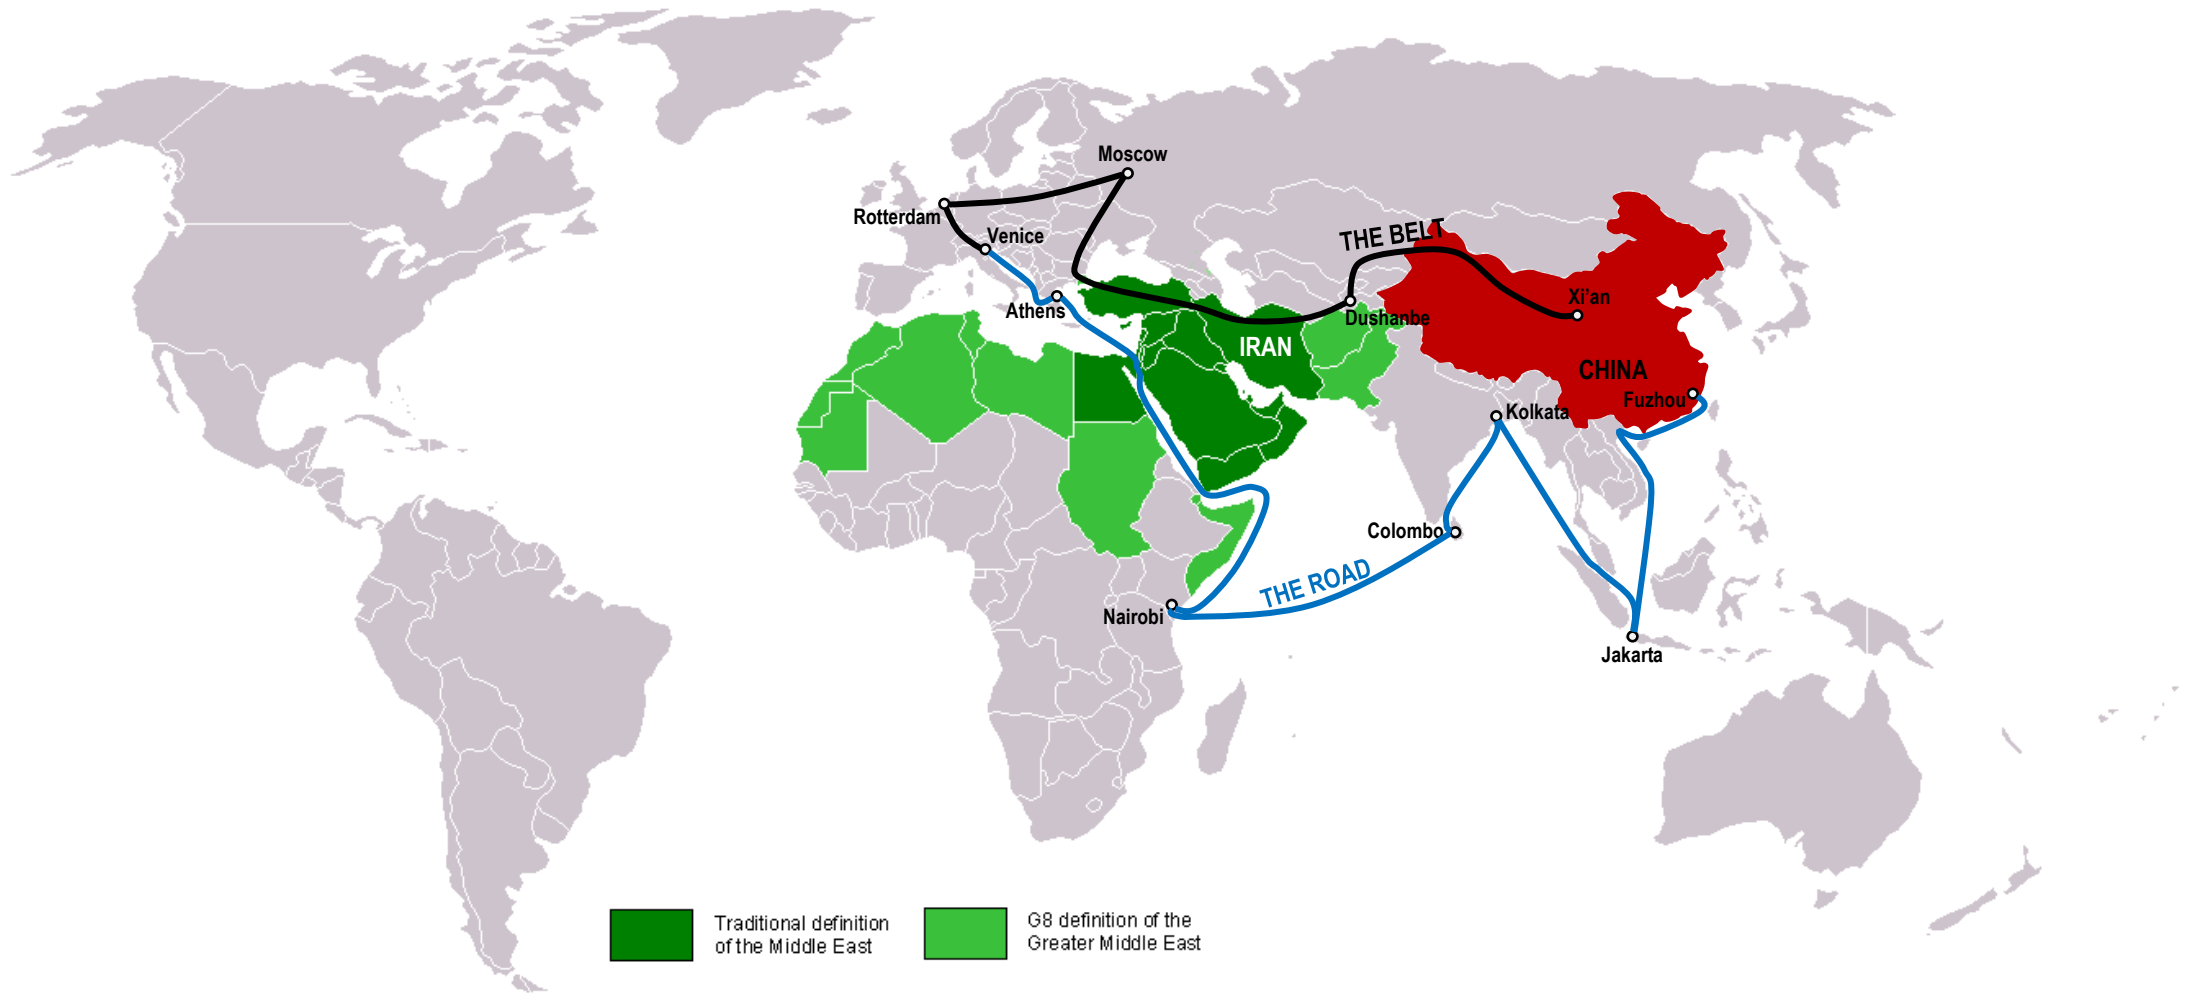 Moscow
Rotterdam
Venice
THE BELT
Athens
Xi'an
Dushanbe
IRAN
CHINA
Fuzhou
Kolkata
Colombo
THE ROAD
Nairobi
Jakarta
Traditional definition
of the Middle East
G8 definition of the
Greater Middle East